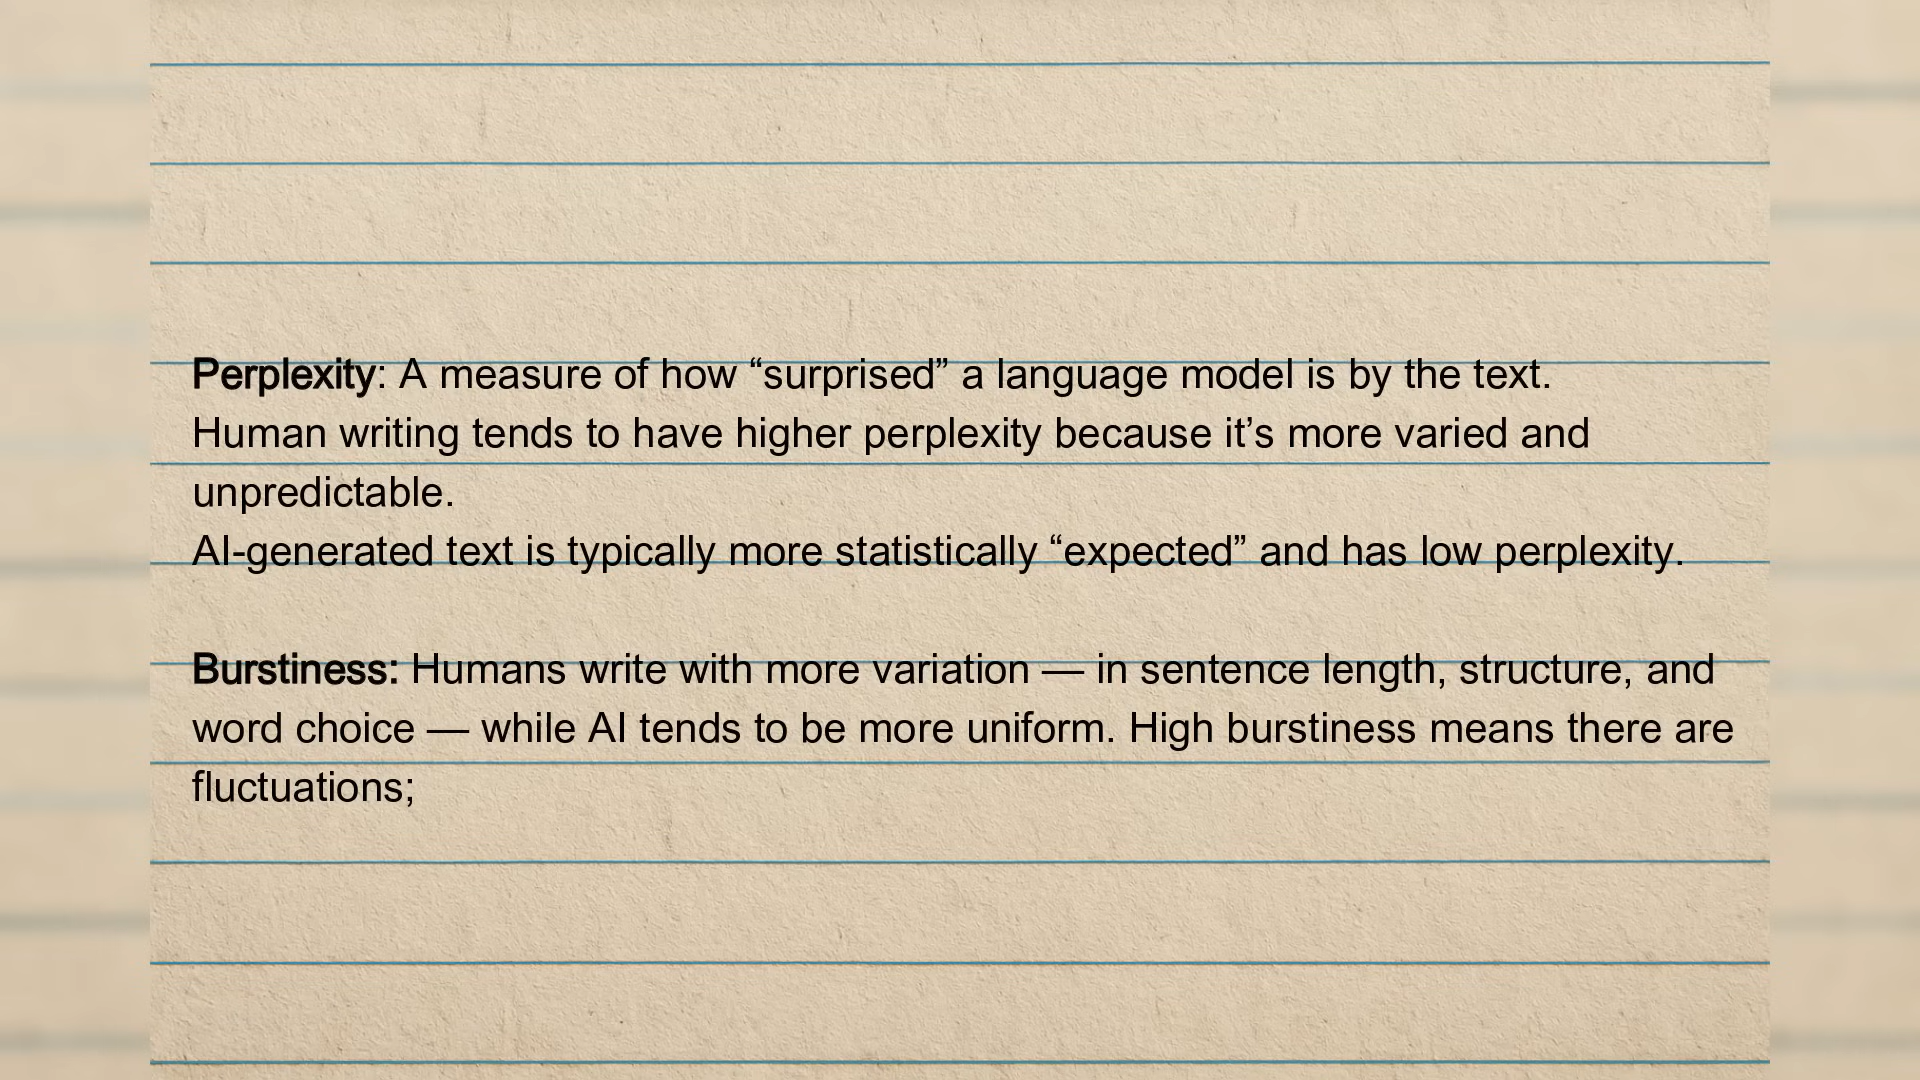 Perplexity: A measure of how “surprised” a language model is by the text.
Human writing tends to have higher perplexity because it’s more varied and
unpredictable.
AI-generated text is typically more statistically “expected” and has low perplexity.
Burstiness: Humans write with more variation — in sentence length, structure, and
word choice — while AI tends to be more uniform. High burstiness means there are
fluctuations;